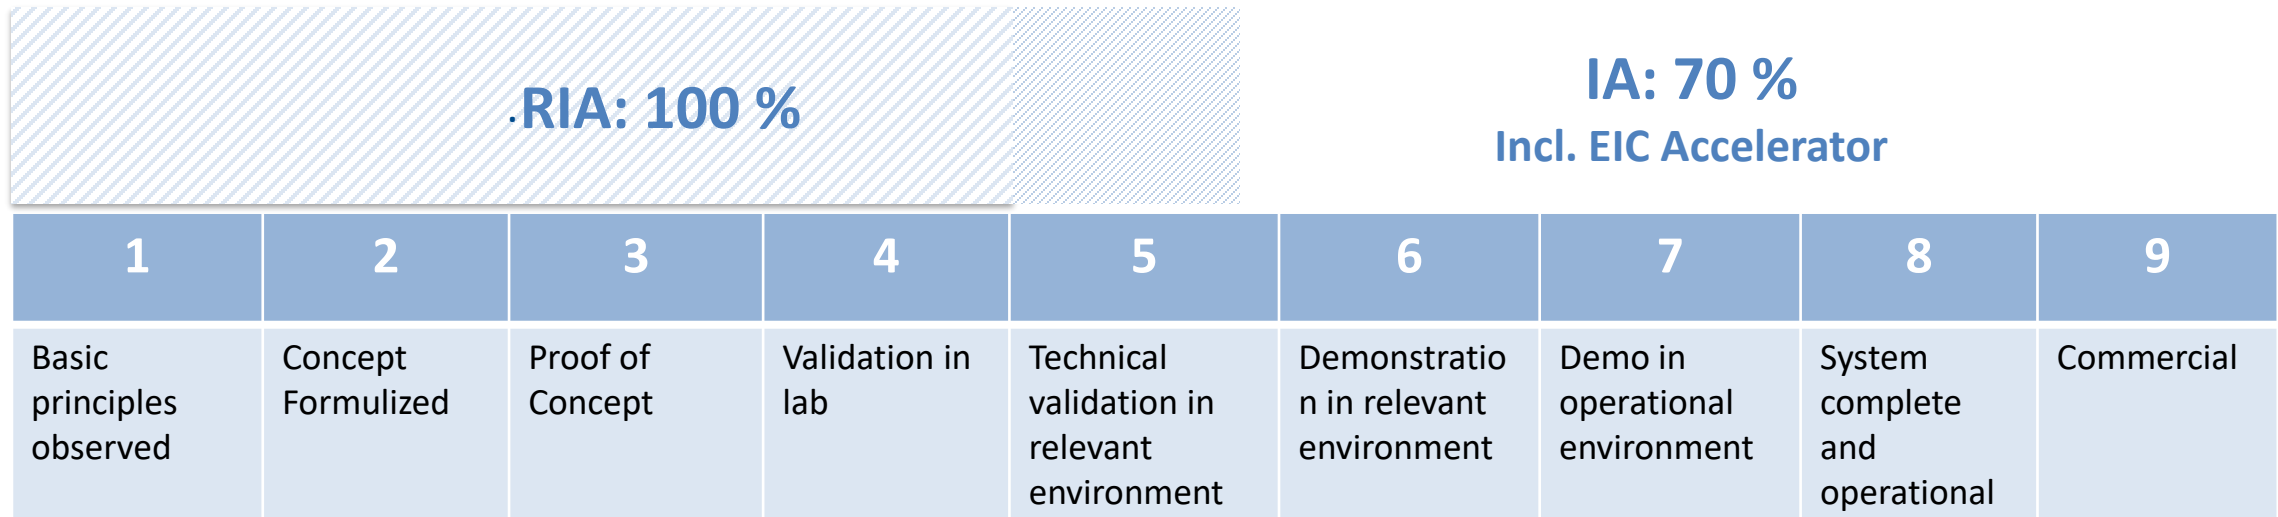 .RIA: 100 %
IA: 70 %
Incl. EIC Accelerator
1 2 3 4 5 6 7 8 9
Basic
principles
observed
Concept
Formulized
Proof of
Concept
Validation in
lab
Technical
validation in
relevant
environment
Demonstratio
n in relevant
environment
Demo in
operational
environment
System
complete
and
operational
Commercial